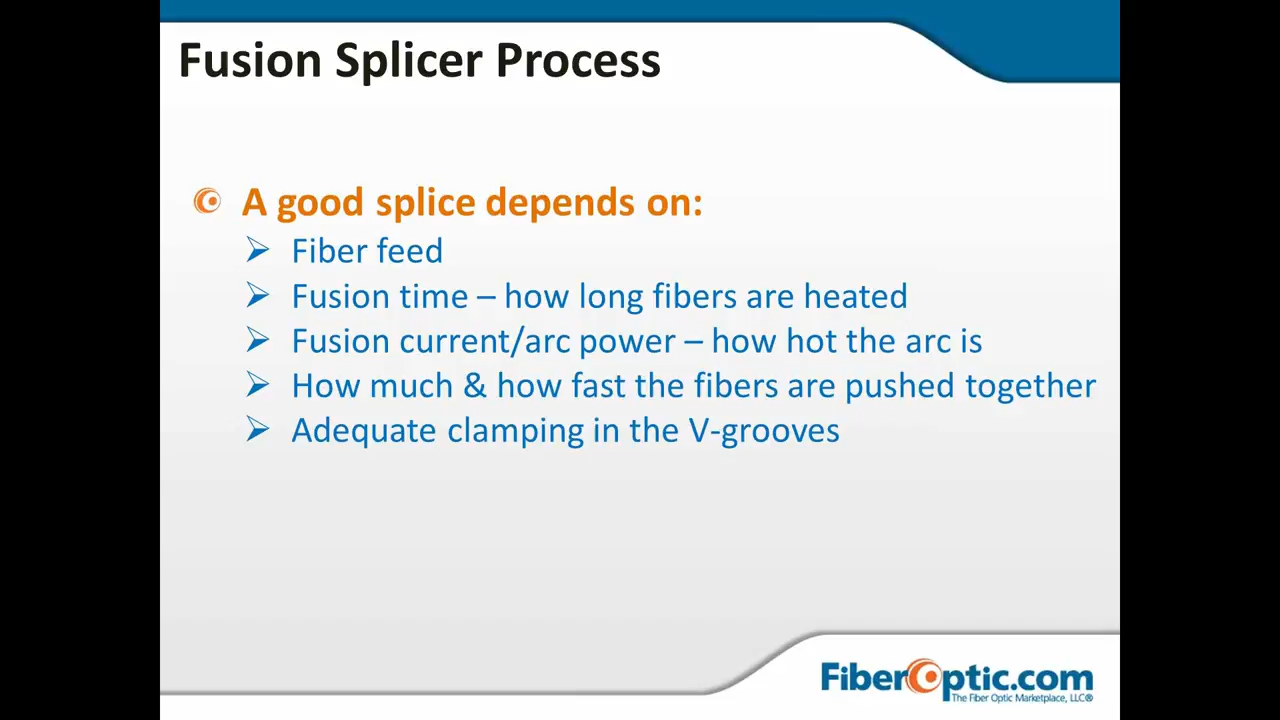 Fusion Splicer Process
A good splice depends on:
Fiber feed
Fusion time – how long fibers are heated
Fusion current/arc power – how hot the arc is
How much & how fast the fibers are pushed together
Adequate clamping in the V-grooves
FiberOptic.com
The Fiber Optic Marketplace, LLC®